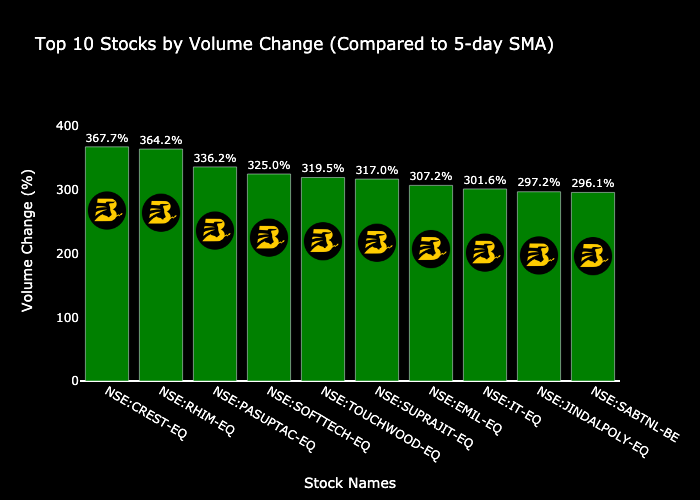 Top 10 Stocks by Volume Change (Compared to 5-day SMA)
400
367.7%
364.2%
336.2%
325.0%
319.5%
317.0%
307.2%
301.6%
297.2%
296.1%
300
200
100
0
Volume Change (%)
NSE:CREST-EQ
NSE:RHIM-EQ
NSE:PASUPTAC-EQ
NSE:SOFTTECH-EQ
NSE:TOUCHWOOD-EQ
NSE:SUPRAJIT-EQ
NSE:EMIL-EQ
NSE:IT-EQ
NSE:JINDALPOLY-EQ
NSE:SABTNL-BE
Stock Names